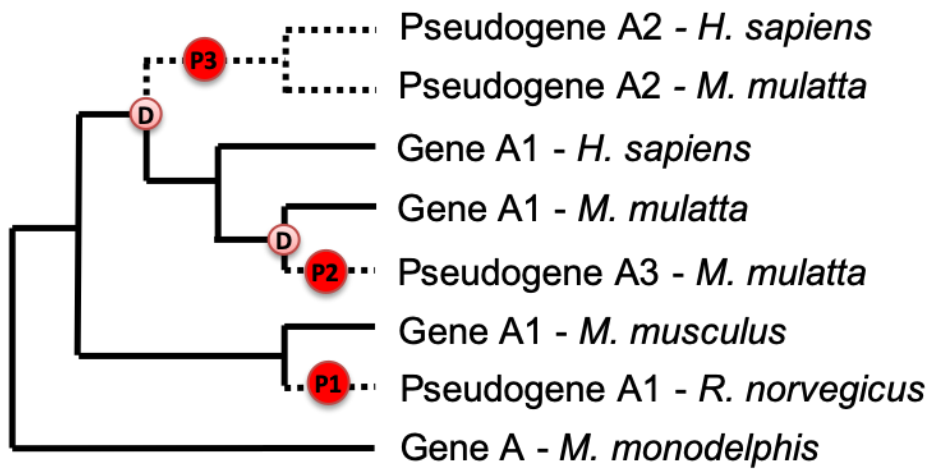 P3
Pseudogene A2 - H. sapiens
Pseudogene A2 - M. mulatta
D
Gene A1 - H. sapiens
Gene A1 - M. mulatta
D
P2
Pseudogene A3 - M. mulatta
Gene A1 - M. musculus
P1
Pseudogene A1 - R. norvegicus
Gene A - M. monodelphis